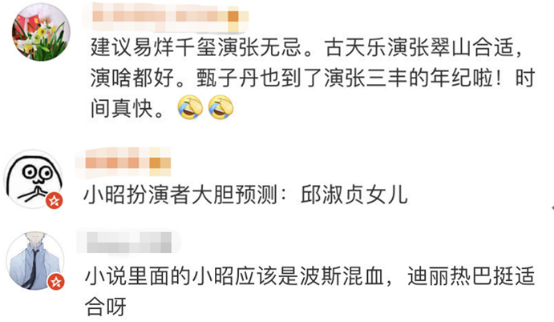 建议易烊千玺演张无忌。古天乐演张翠山合适，
演啥都好。甄子丹也到了演张三丰的年纪啦！时
间真快。🤣🤣
小昭扮演者大胆预测：邱淑贞女儿
小说里面的小昭应该是波斯混血，迪丽热巴挺适
合呀